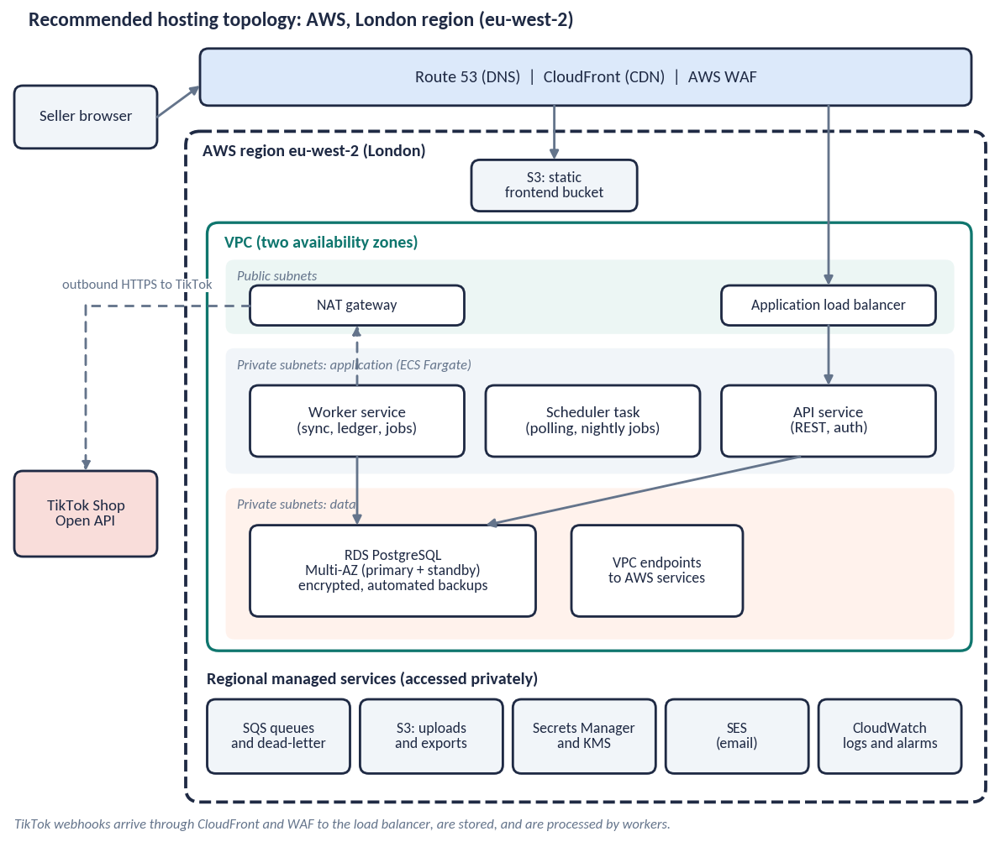 Recommended hosting topology: AWS, London region (eu-west-2)
Route 53 (DNS) | CloudFront (CDN) | AWS WAF
Seller browser
AWS region eu-west-2 (London)
S3: static
frontend bucket
VPC (two availability zones)
Public subnets
outbound HTTPS to TikTok
NAT gateway
Application load balancer
Private subnets: application (ECS Fargate)
Worker service
(sync, ledger, jobs)
Scheduler task
(polling, nightly jobs)
API service
(REST, auth)
TikTok Shop
Open API
Private subnets: data
RDS PostgreSQL
Multi-AZ (primary + standby)
encrypted, automated backups
VPC endpoints
to AWS services
Regional managed services (accessed privately)
SQS queues
and dead-letter
S3: uploads
and exports
Secrets Manager
and KMS
SES
(email)
CloudWatch
logs and alarms
TikTok webhooks arrive through CloudFront and WAF to the load balancer, are stored, and are processed by workers.